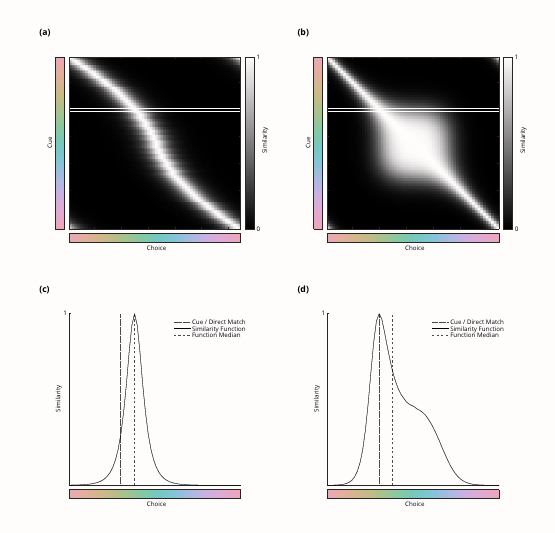 (a)
(b)
1
1
Cue
Similarity
Cue
Similarity
0
0
Choice
Choice
(c)
(d)
1
1
Cue / Direct Match
Similarity Function
Function Median
Cue / Direct Match
Similarity Function
Function Median
Similarity
Similarity
Choice
Choice